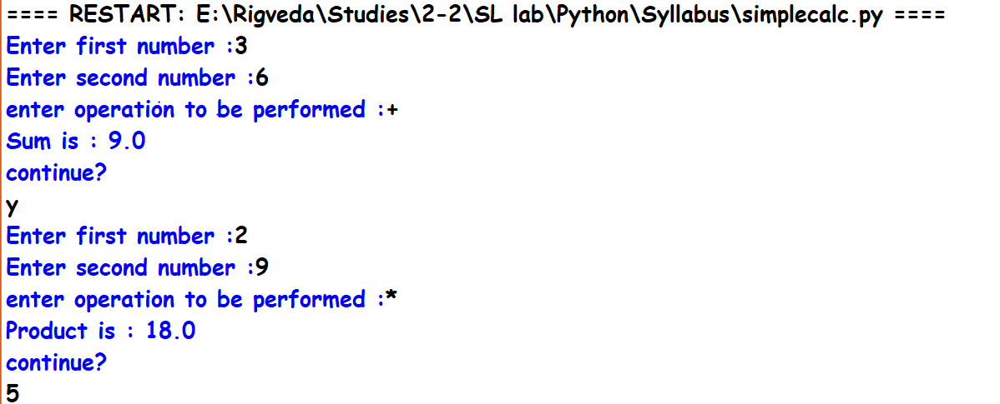 ==== RESTART: E:\Rigveda\Studies\2-2\SL lab\Python\Syllabus\simplecalc.py ====
Enter first number :3
Enter second number :6
enter operation to be performed :+
Sum is : 9.0
continue?
y
Enter first number :2
Enter second number :9
enter operation to be performed :*
Product is : 18.0
continue?
5